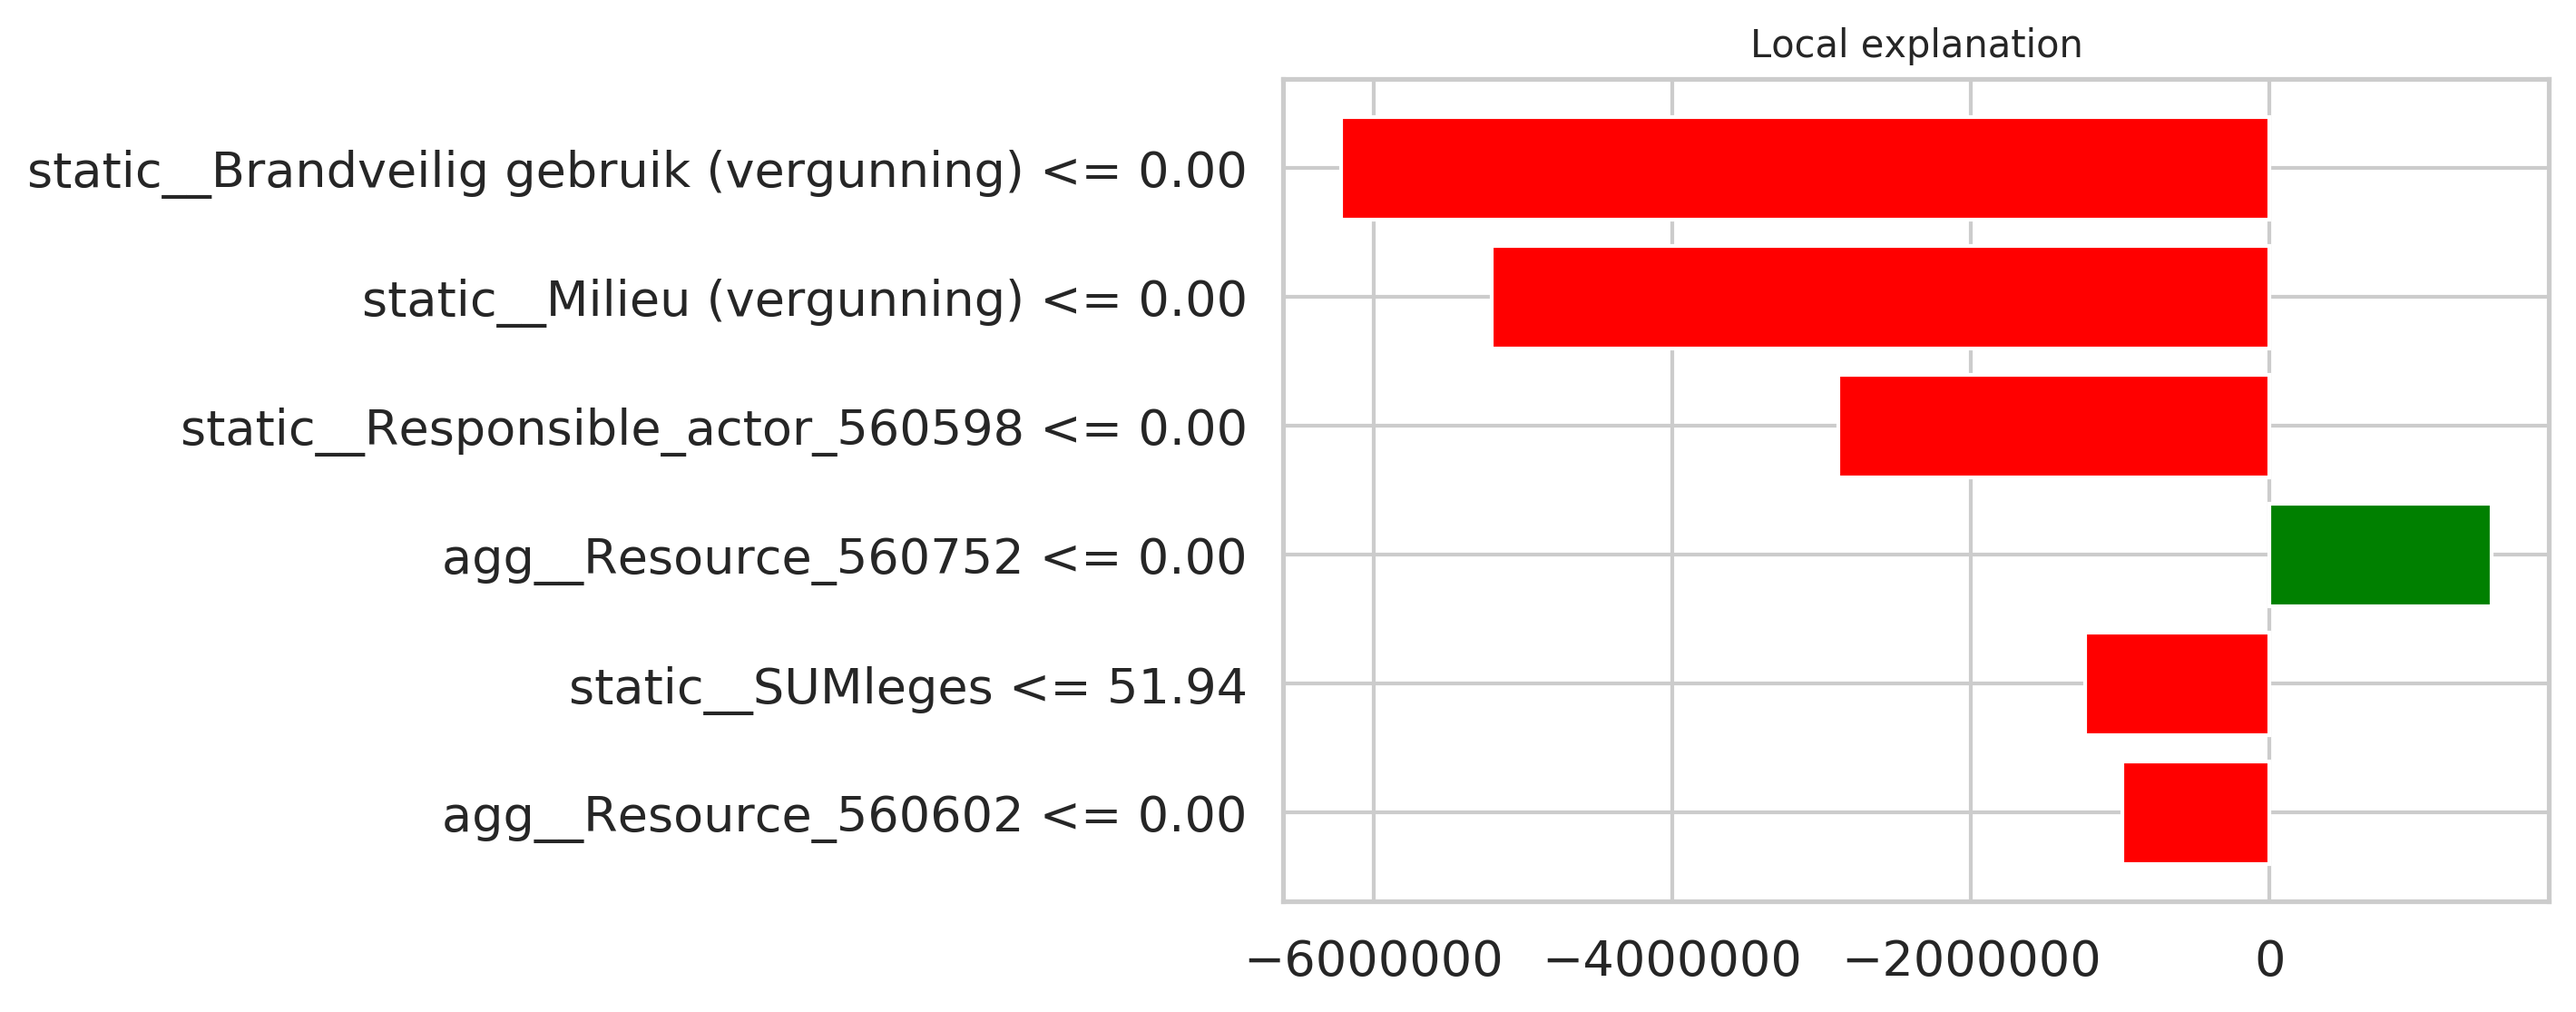 Local explanation
static__Brandveilig gebruik (vergunning) <= 0.00
static__Milieu (vergunning) <= 0.00
static__Responsible_actor_560598 <= 0.00
agg__Resource_560752 <= 0.00
static__SUMleges <= 51.94
agg__Resource_560602 <= 0.00
−6000000 −4000000 −2000000 0